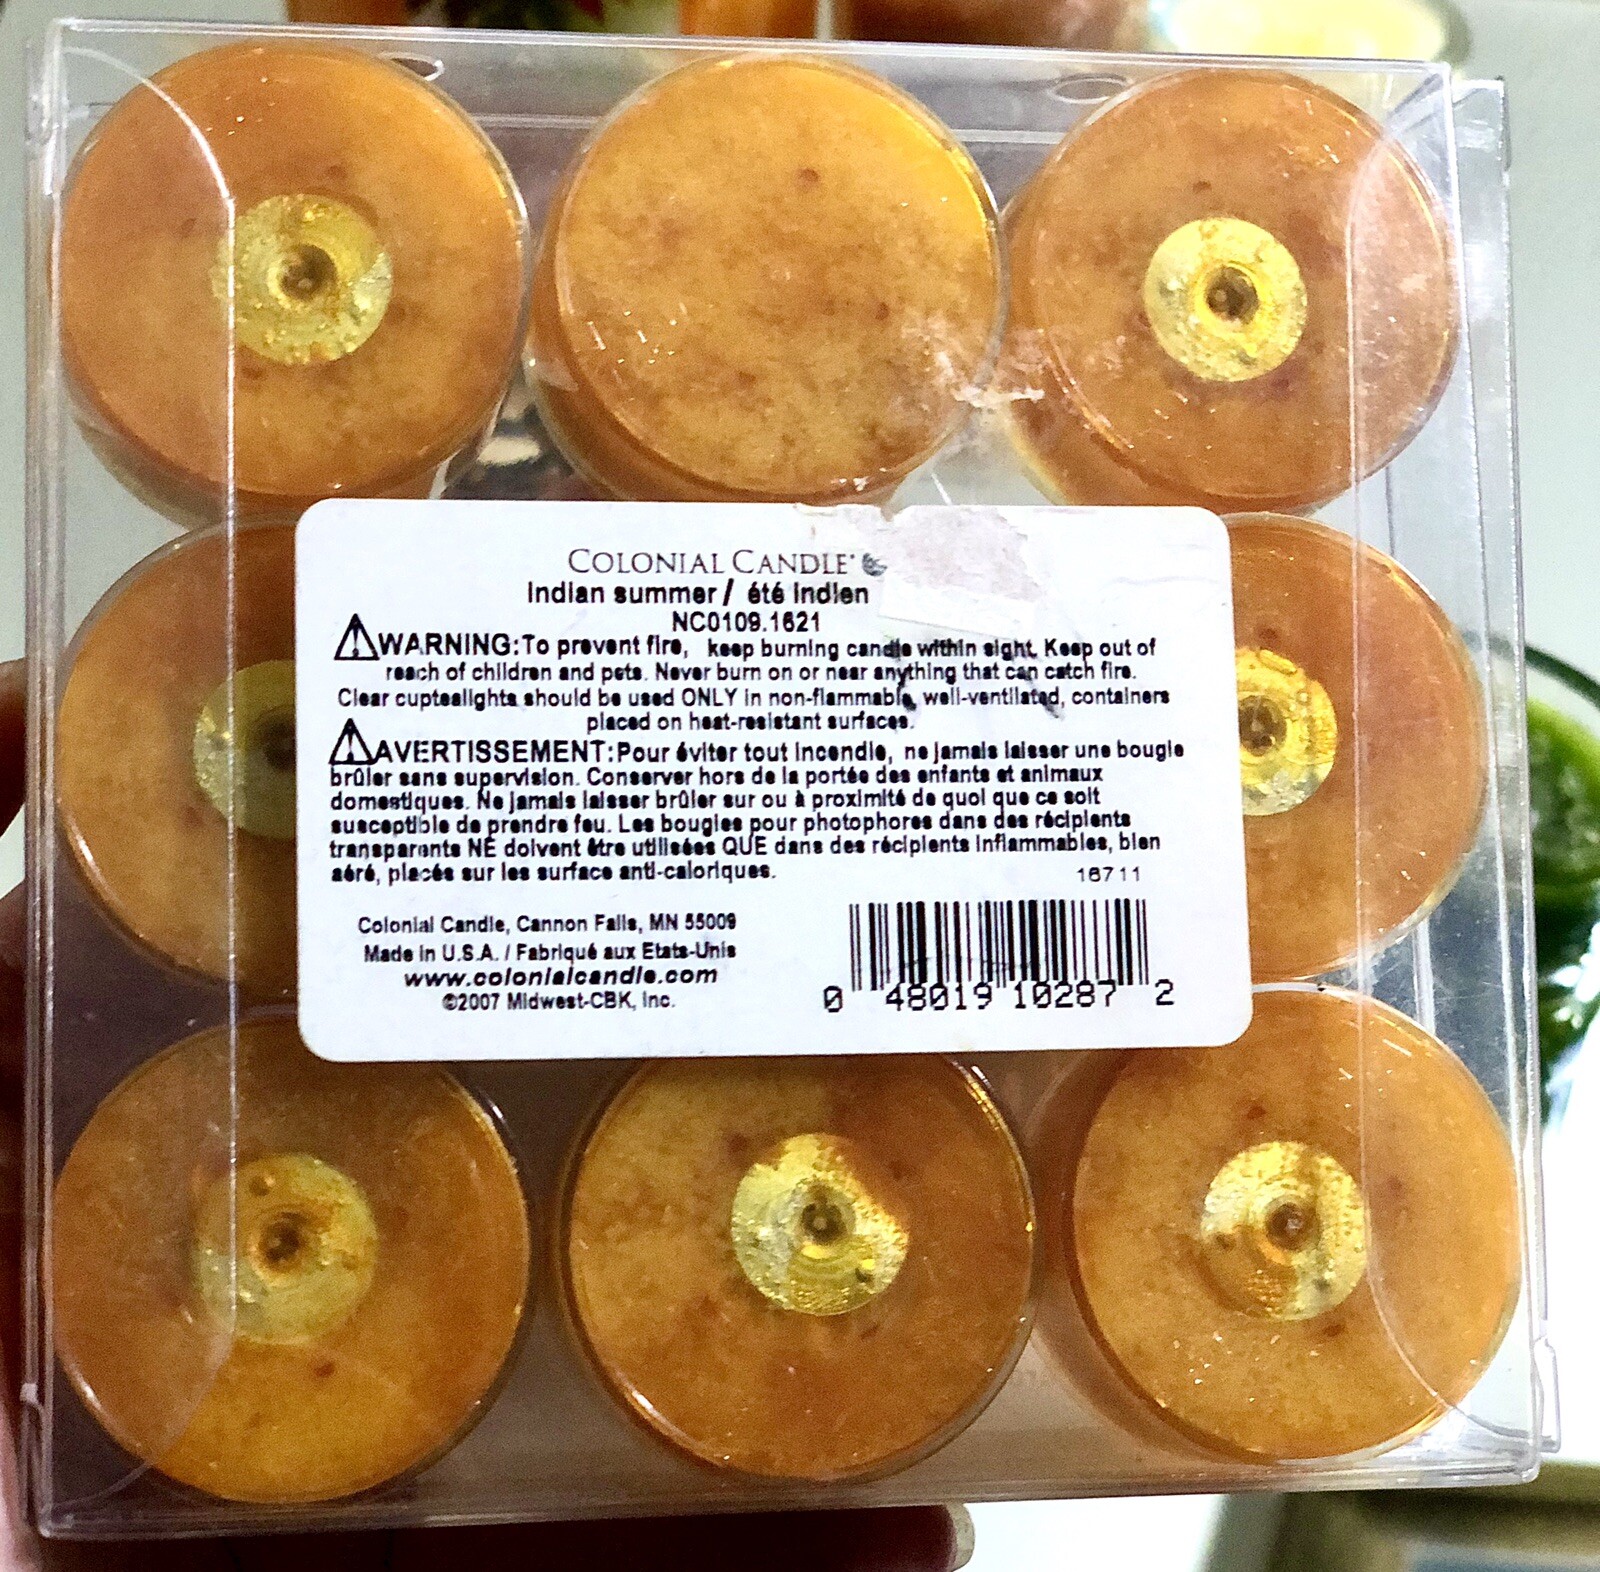 COLONIAL CANDLE
Indian summer / été indien
NC0109.1621
WARNING: To prevent fire, keep burning candle within sight. Keep out of
reach of children and pets. Never burn on or near anything that can catch fire.
Clear cuptealights should be used ONLY in non-flammable, well-ventilated, containers
placed on heat-resistant surfaces.
AVERTISSEMENT: Pour éviter tout incendie, ne jamais laisser une bougie
brûler sans supervision. Conserver hors de la portée des enfants et animaux
domestiques. Ne jamais laisser brûler sur ou à proximité de quoi que ce soit
susceptible de prendre feu. Les bougies pour photophores dans des récipients
transparents NE doivent être utilisées QUE dans des récipients inflammables, bien
aéré, placés sur les surface anti-caloriques.
16711
Colonial Candle, Cannon Falls, MN 55009
Made in U.S.A. / Fabriqué aux Etats-Unis
www.colonialcandle.com
©2007 Midwest-CBK, Inc.
0 48019 10287 2